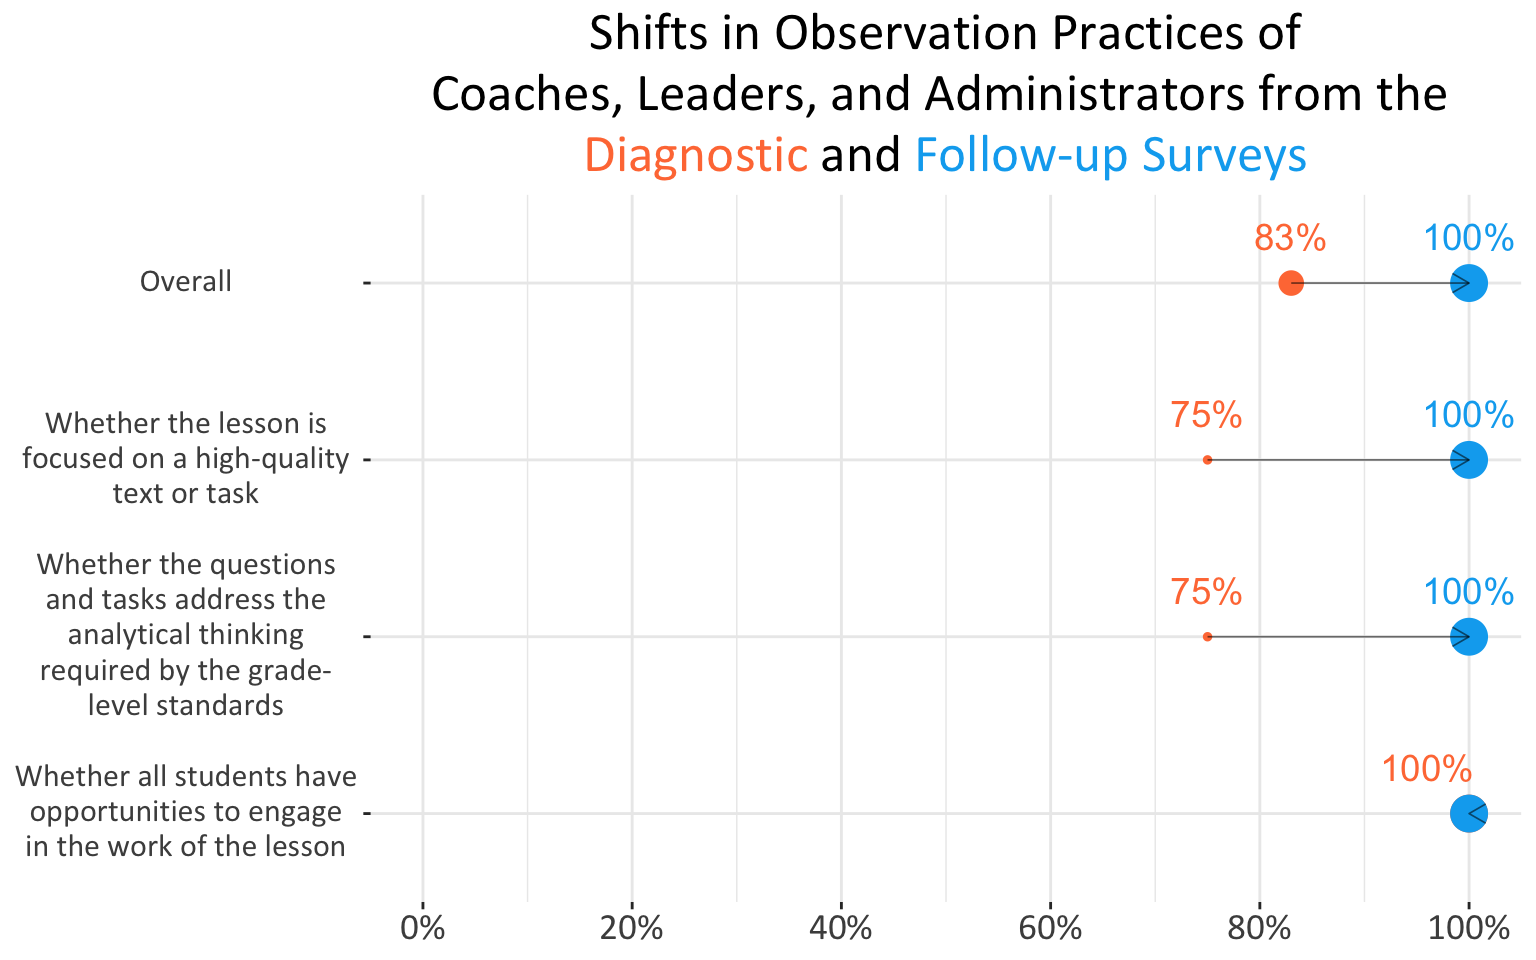 Shifts in Observation Practices of
Coaches, Leaders, and Administrators from the
Diagnostic and Follow-up Surveys
83% 100%
Overall
75% 100%
Whether the lesson is
focused on a high-quality
text or task
75% 100%
Whether the questions
and tasks address the
analytical thinking
required by the grade-
level standards
100%
Whether all students have
opportunities to engage
in the work of the lesson
0% 20% 40% 60% 80% 100%